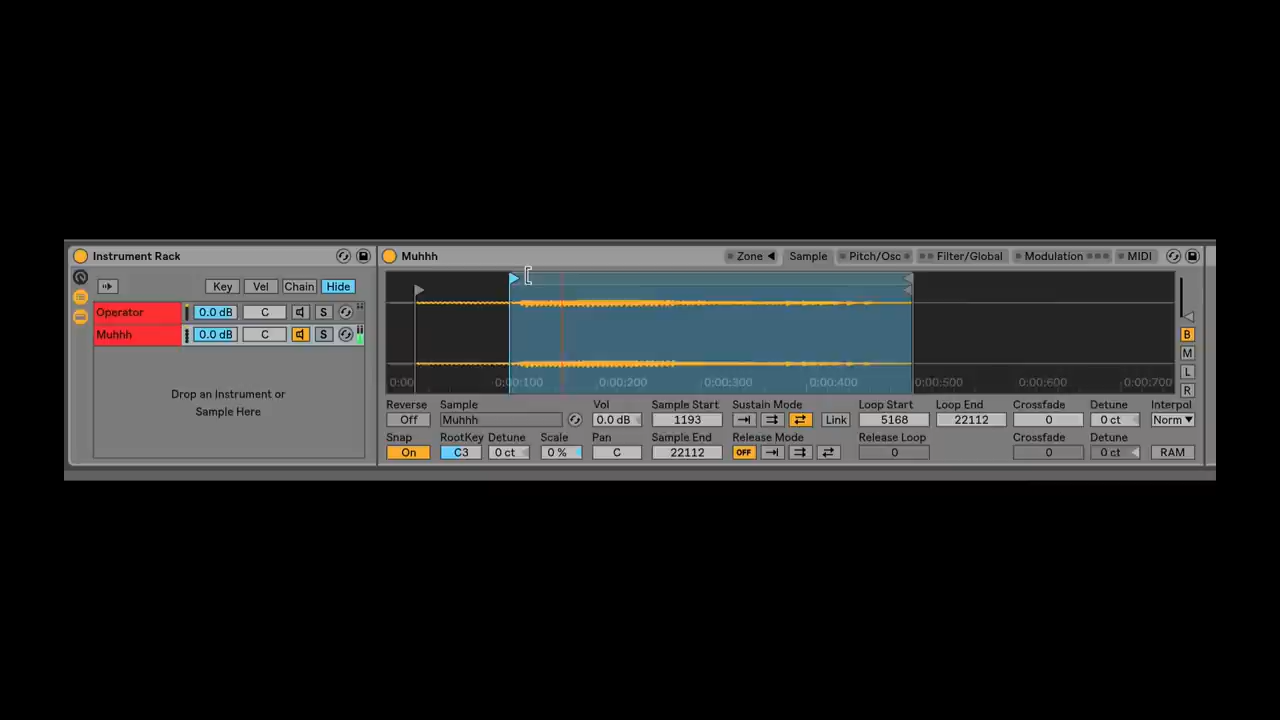 Instrument Rack
Key Vel Chain Hide
Operator 0.0 dB C S
Muhhh 0.0 dB C S
Drop an Instrument or
Sample Here
Muhhh Zone Sample Pitch/Osc Filter/Global Modulation MIDI
0:00 0:00:100 0:00:200 0:00:300 0:00:400 0:00:500 0:00:600 0:00:700
B
M
L
R
Reverse Sample Vol Sample Start Sustain Mode Loop Start Loop End Crossfade Detune Interpol
Off Muhhh 0.0 dB 1193 Link 5168 22112 0 0 ct Norm
Snap RootKey Detune Scale Pan Sample End Release Mode Release Loop Crossfade Detune
On C3 0 ct 0 % C 22112 OFF 0 0 0 ct RAM